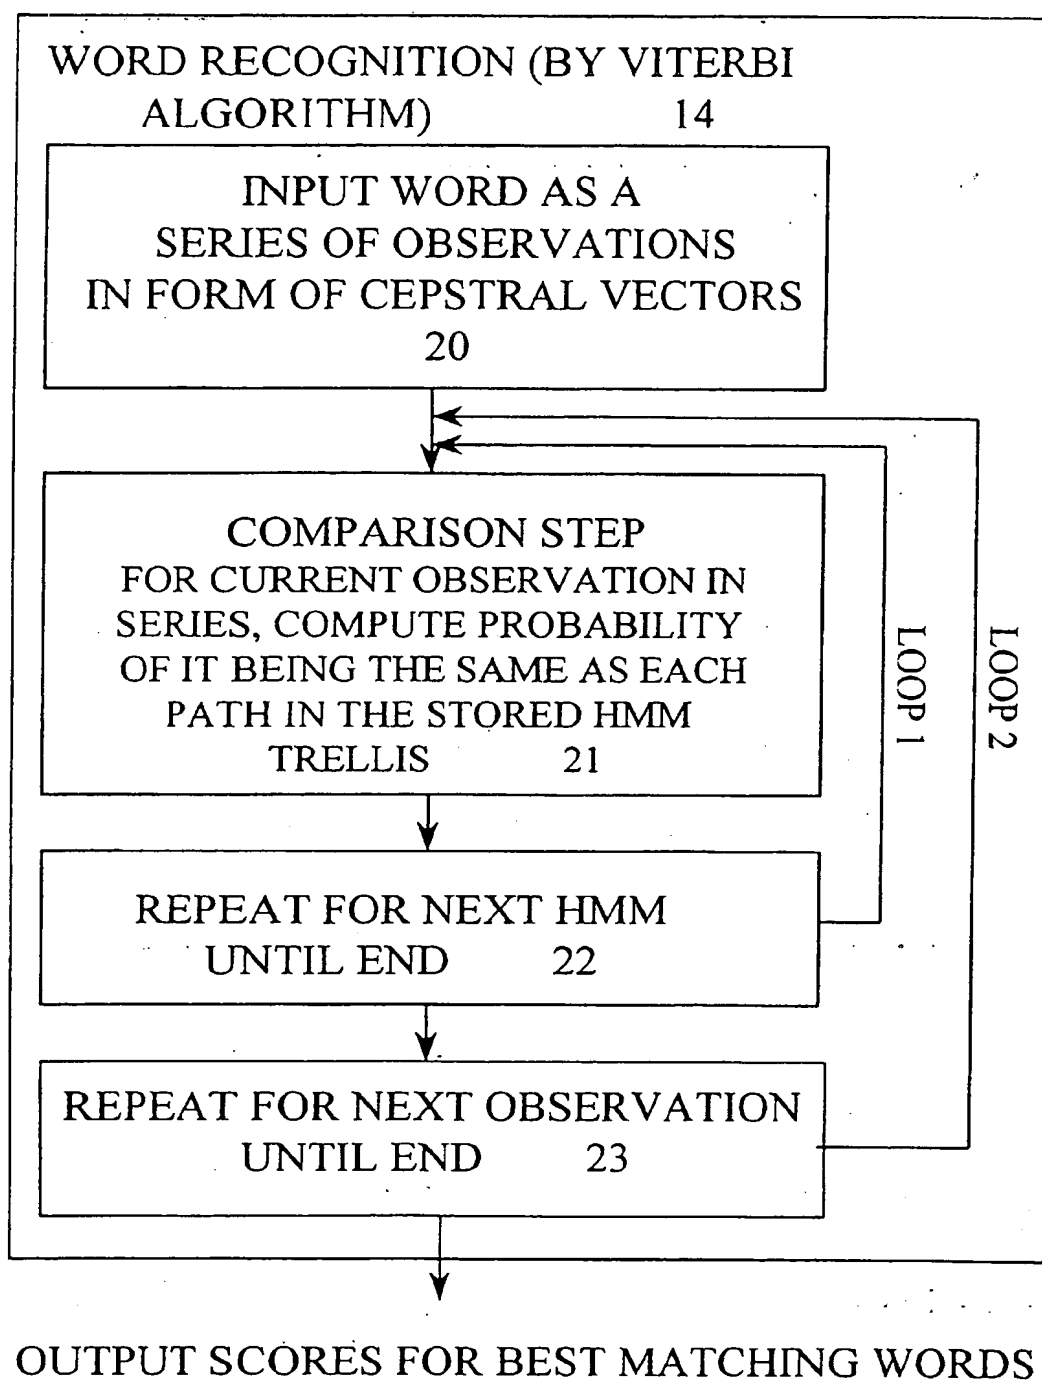 WORD RECOGNITION (BY VITERBI
ALGORITHM) 14
INPUT WORD AS A
SERIES OF OBSERVATIONS
IN FORM OF CEPSTRAL VECTORS
20
COMPARISON STEP
FOR CURRENT OBSERVATION IN
SERIES, COMPUTE PROBABILITY
OF IT BEING THE SAME AS EACH
PATH IN THE STORED HMM
TRELLIS 21
LOOP 1
LOOP 2
REPEAT FOR NEXT HMM
UNTIL END 22
REPEAT FOR NEXT OBSERVATION
UNTIL END 23
OUTPUT SCORES FOR BEST MATCHING WORDS